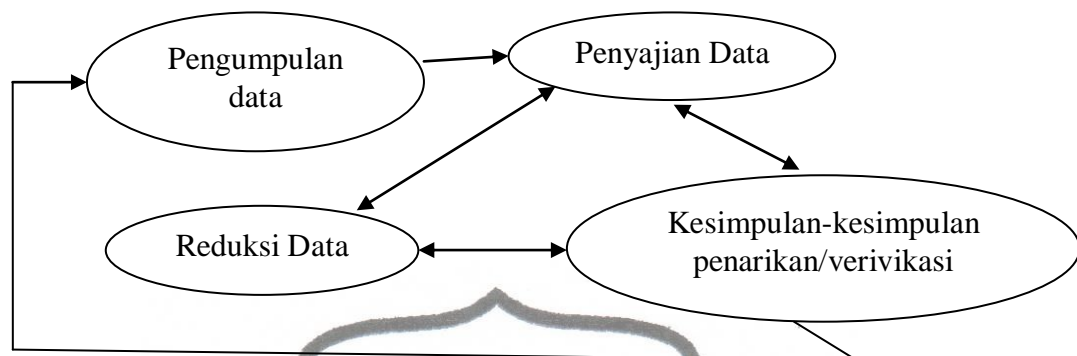 Pengumpulan
data
Penyajian Data
Reduksi Data
Kesimpulan-kesimpulan
penarikan/verivikasi